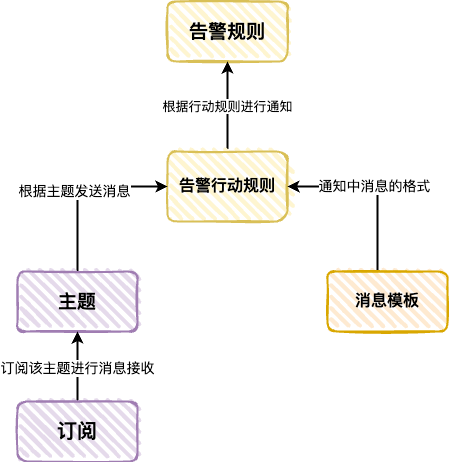 告警规则
根据行动规则进行通知
告警行动规则
根据主题发送消息
通知中消息的格式
主题
消息模板
订阅该主题进行消息接收
订阅